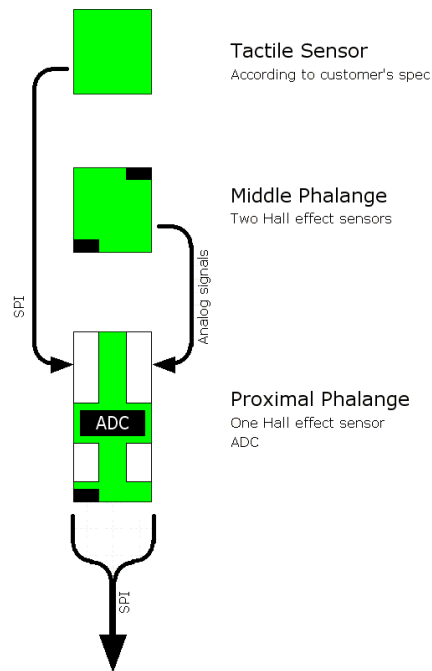 Tactile Sensor
According to customer's spec
Middle Phalange
Two Hall effect sensors
SPI
Analog signals
Proximal Phalange
One Hall effect sensor
ADC
ADC
SPI